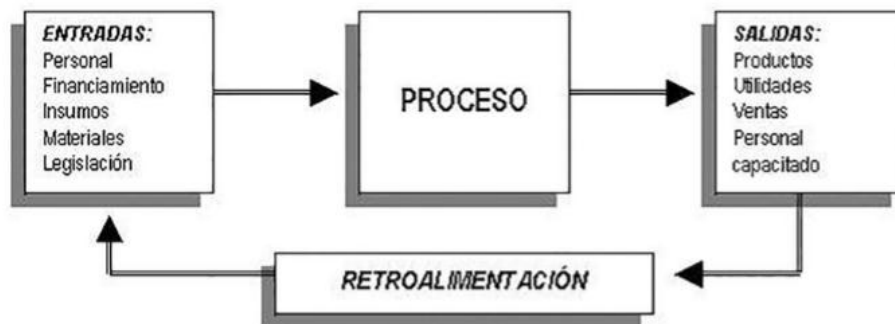 ENTRADAS:
Personal
Financiamiento
Insumos
Materiales
Legislación
PROCESO
SALIDAS:
Productos
Utilidades
Ventas
Personal
capacitado
RETROALIMENTACIÓN